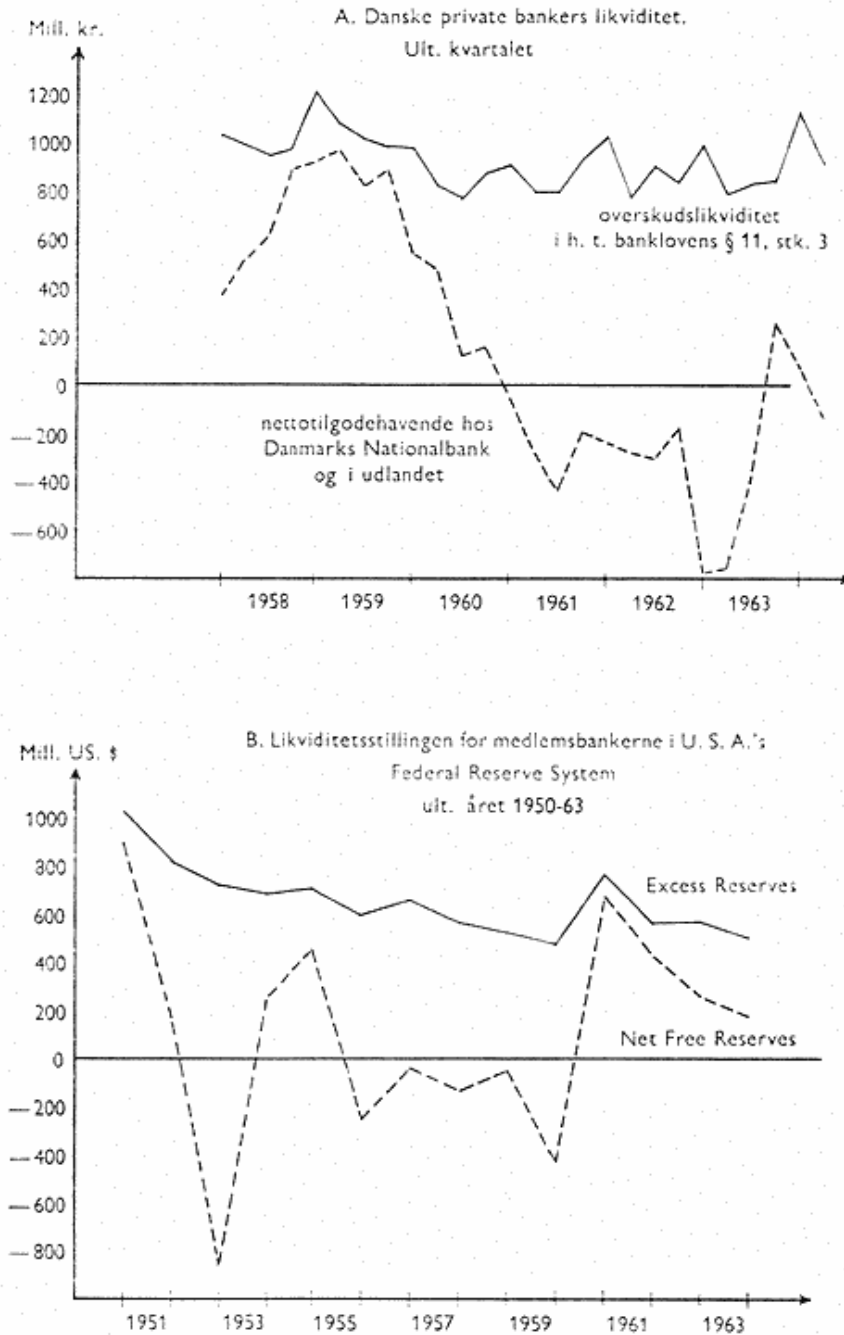 A. Danske private bankers likviditet.
Mill. kr.
Ult. kvartalet
1200
1000
800
600
400
200
0
— 200
— 400
— 600
overskudslikviditet
i h. t. banklovens § 11, stk. 3
nettotilgodehavende hos
Danmarks Nationalbank
og i udlandet
1958 1959 1960 1961 1962 1963
B. Likviditetsstillingen for medlemsbankerne i U. S. A.'s
Mill. US. $
Federal Reserve System
ult. året 1950-63
1000
800
600
400
200
0
— 200
— 400
— 600
— 800
Excess Reserves
Net Free Reserves
1951 1953 1955 1957 1959 1961 1963